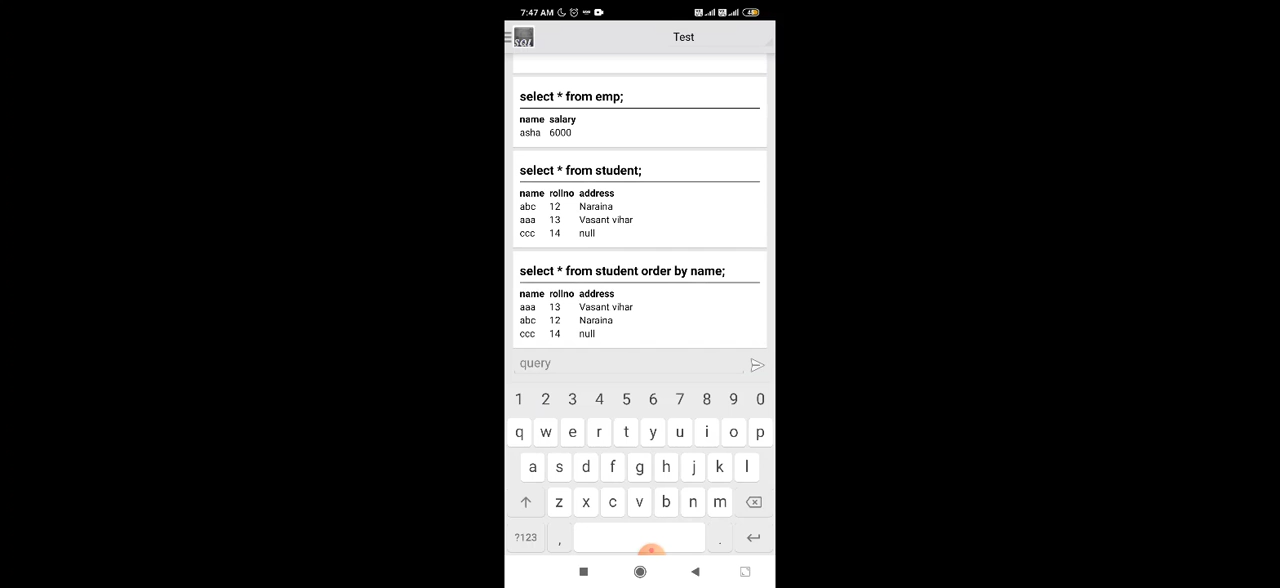 7:47 AM
48
sql
Test
select * from emp;
name salary
asha 6000
select * from student;
name rollno address
abc 12 Naraina
aaa 13 Vasant vihar
ccc 14 null
select * from student order by name;
name rollno address
aaa 13 Vasant vihar
abc 12 Naraina
ccc 14 null
query
1 2 3 4 5 6 7 8 9 0
q w e r t y u i o p
a s d f g h j k l
z x c v b n m
?123 , .